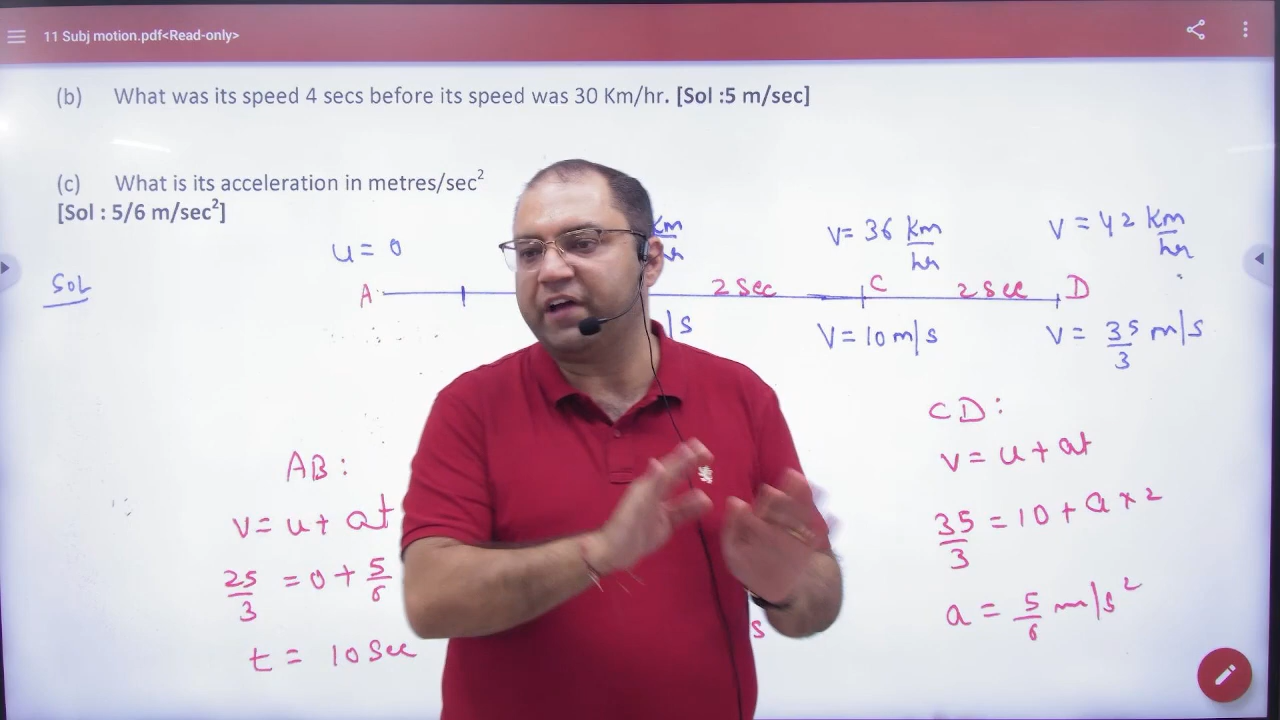 11 Subj motion.pdf<Read-only>
(b) What was its speed 4 secs before its speed was 30 Km/hr. [Sol :5 m/sec]
(c) What is its acceleration in metres/sec²
[Sol : 5/6 m/sec²]
u = 0
Km/hr
V = 36 Km/hr
V = 42 Km/hr
Sol
A
2 Sec
C
2 Sec
D
/s
V = 10 m/s
V = 35/3 m/s
AB:
v = u + at
25/3 = 0 + 5/6
t = 10 Sec
s
CD:
v = u + at
35/3 = 10 + a × 2
a = 5/6 m/s²